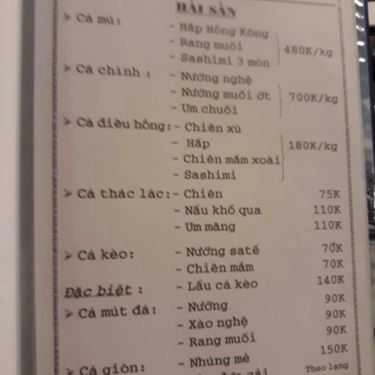 HẢI SẢN
➢ Cá mú: - Hấp Hồng Kông
- Rang muối 480K/kg
- Sashimi 3 món
➢ Cá chình : - Nướng nghệ
- Nướng muối ớt 700K/kg
- Um chuối
➢ Cá điêu hồng: - Chiên xù
- Hấp 180K/kg
- Chiên mắm xoài
- Sashimi
➢ Cá thác lác: - Chiên 75K
- Nấu khổ qua 110K
- Um măng 110K
➢ Cá kèo: - Nướng satế 70K
- Chiên mắm 70K
Đặc biệt : - Lẩu cá kèo 140K
➢ Cá mút đá: - Nướng 90K
- Xào nghệ 90K
- Rang muối 90K
➢ Cá giòn: - Nhúng mẻ 150K
Theo lạng